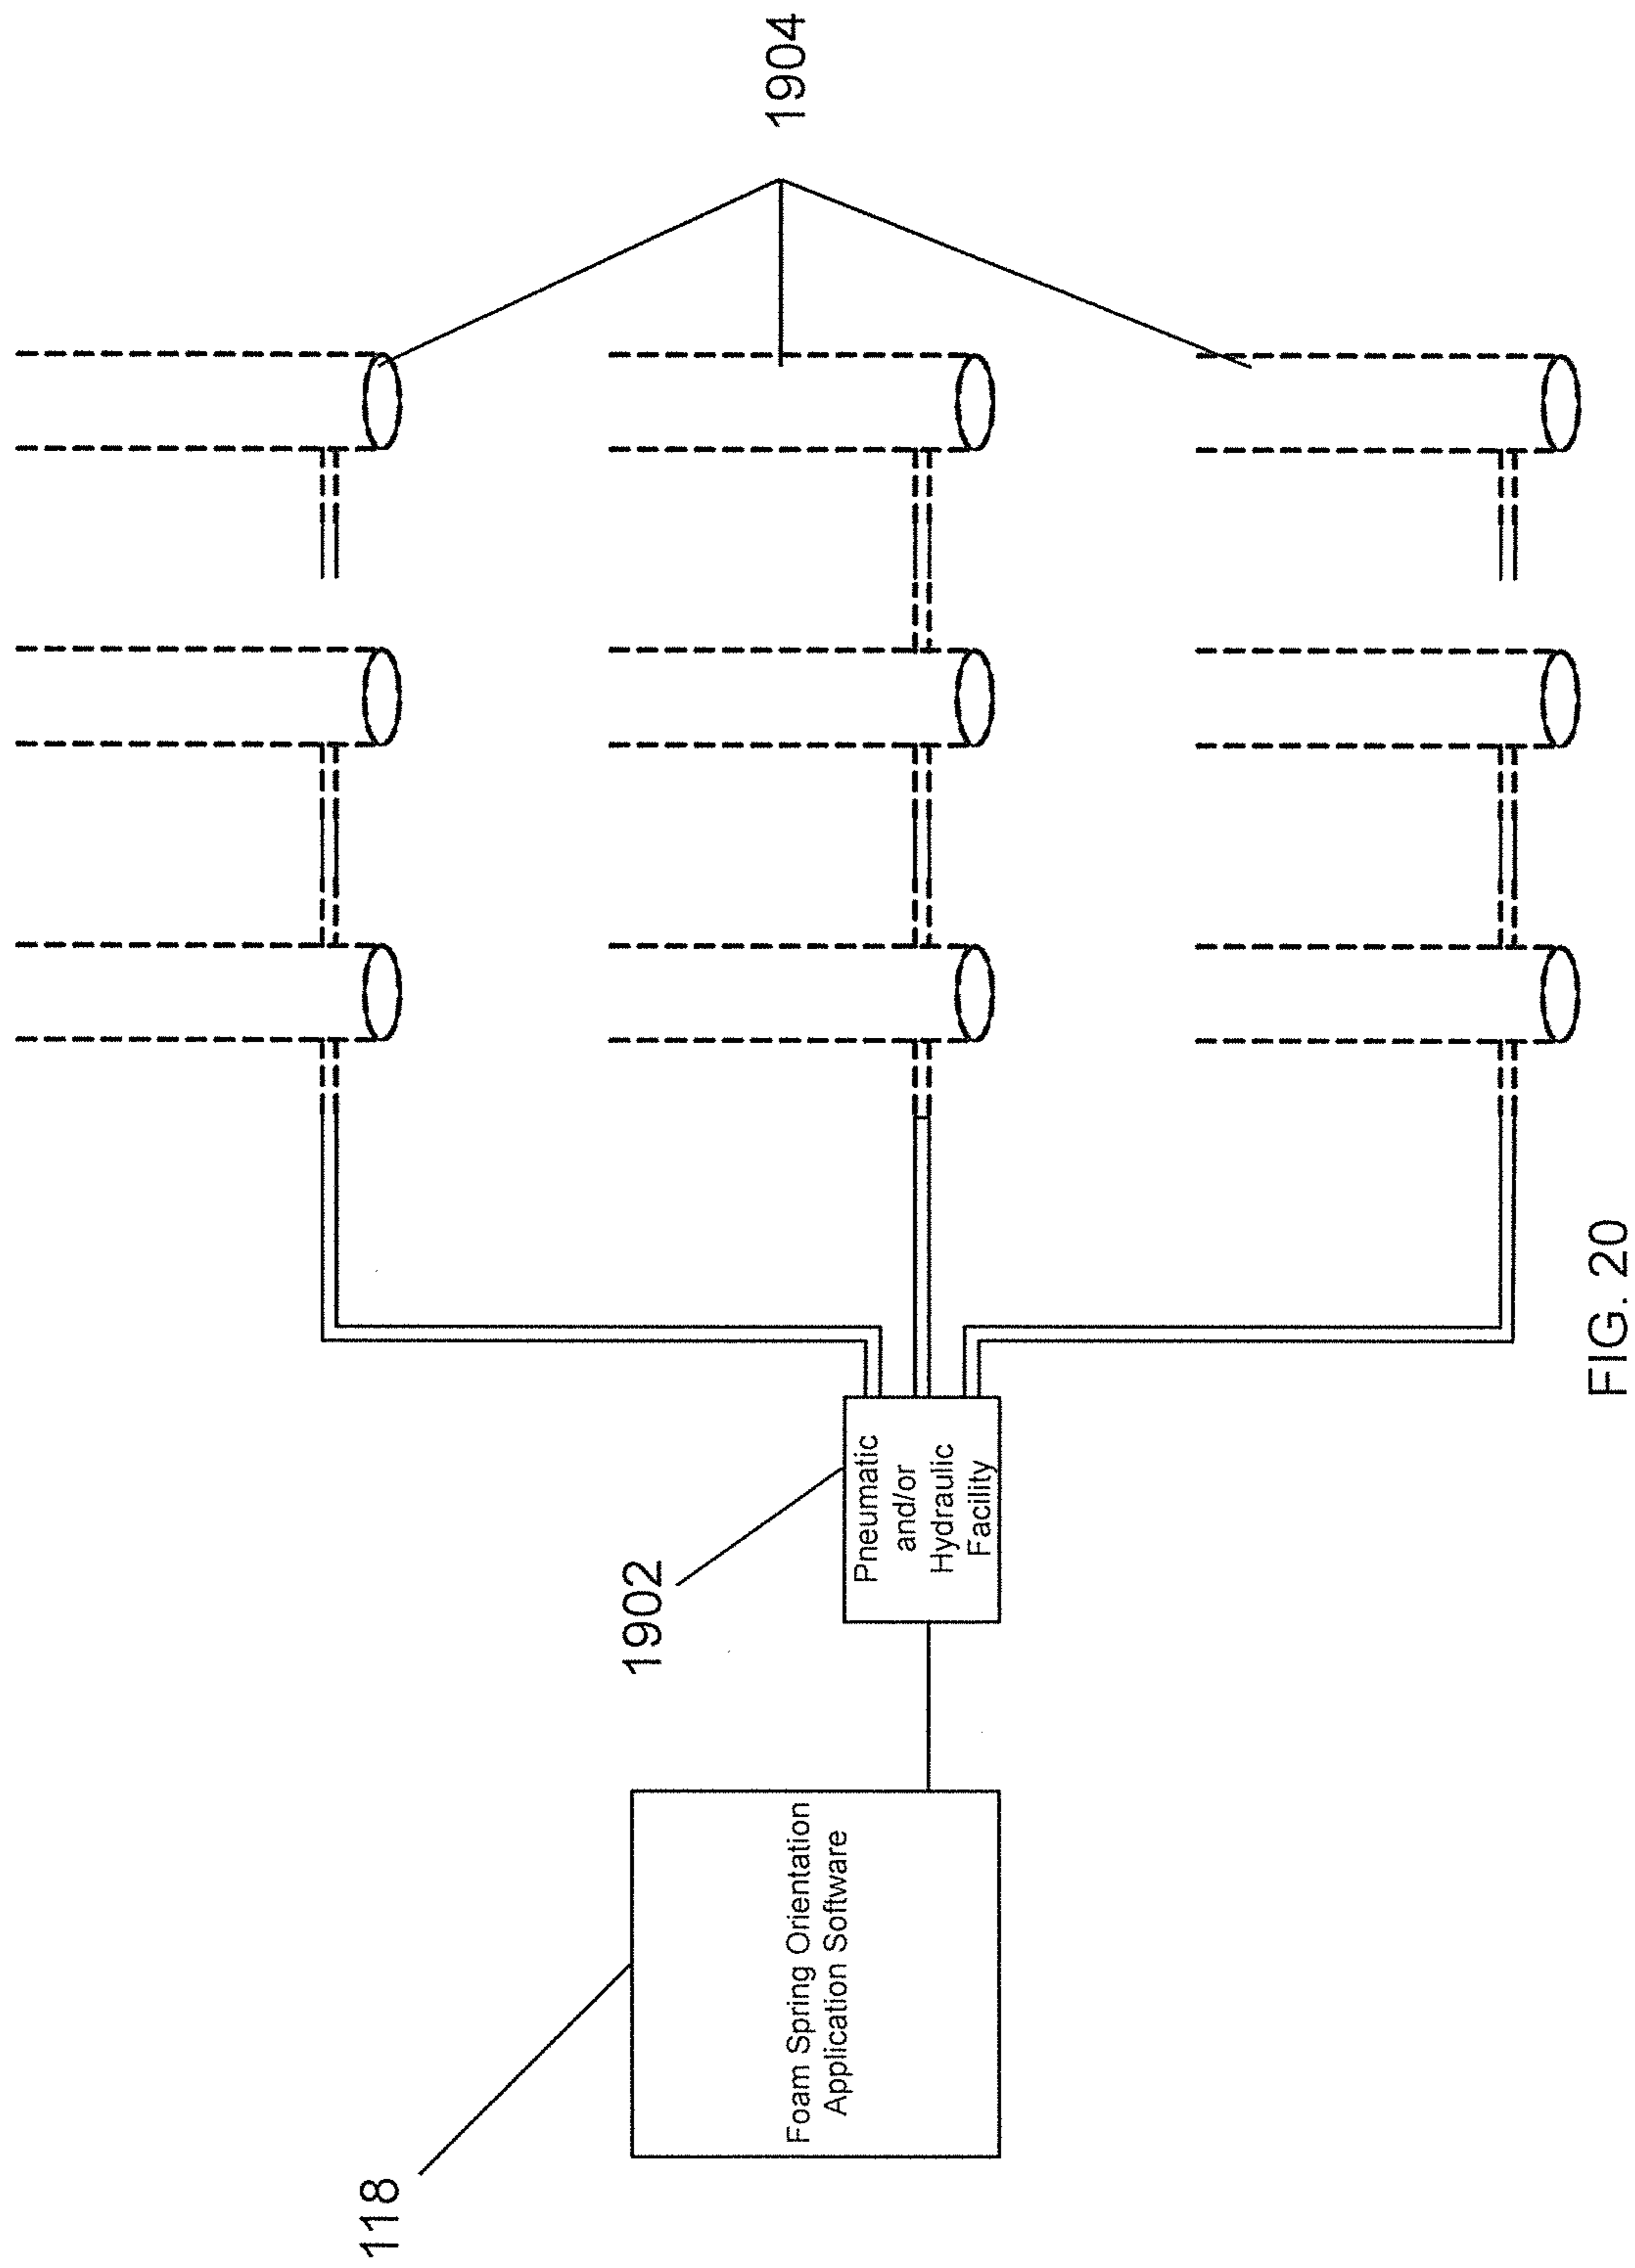 1904
1902
118
Pneumatic
and/or
Hydraulic
Facility
Foam Spring Orientation
Application Software
FIG. 20